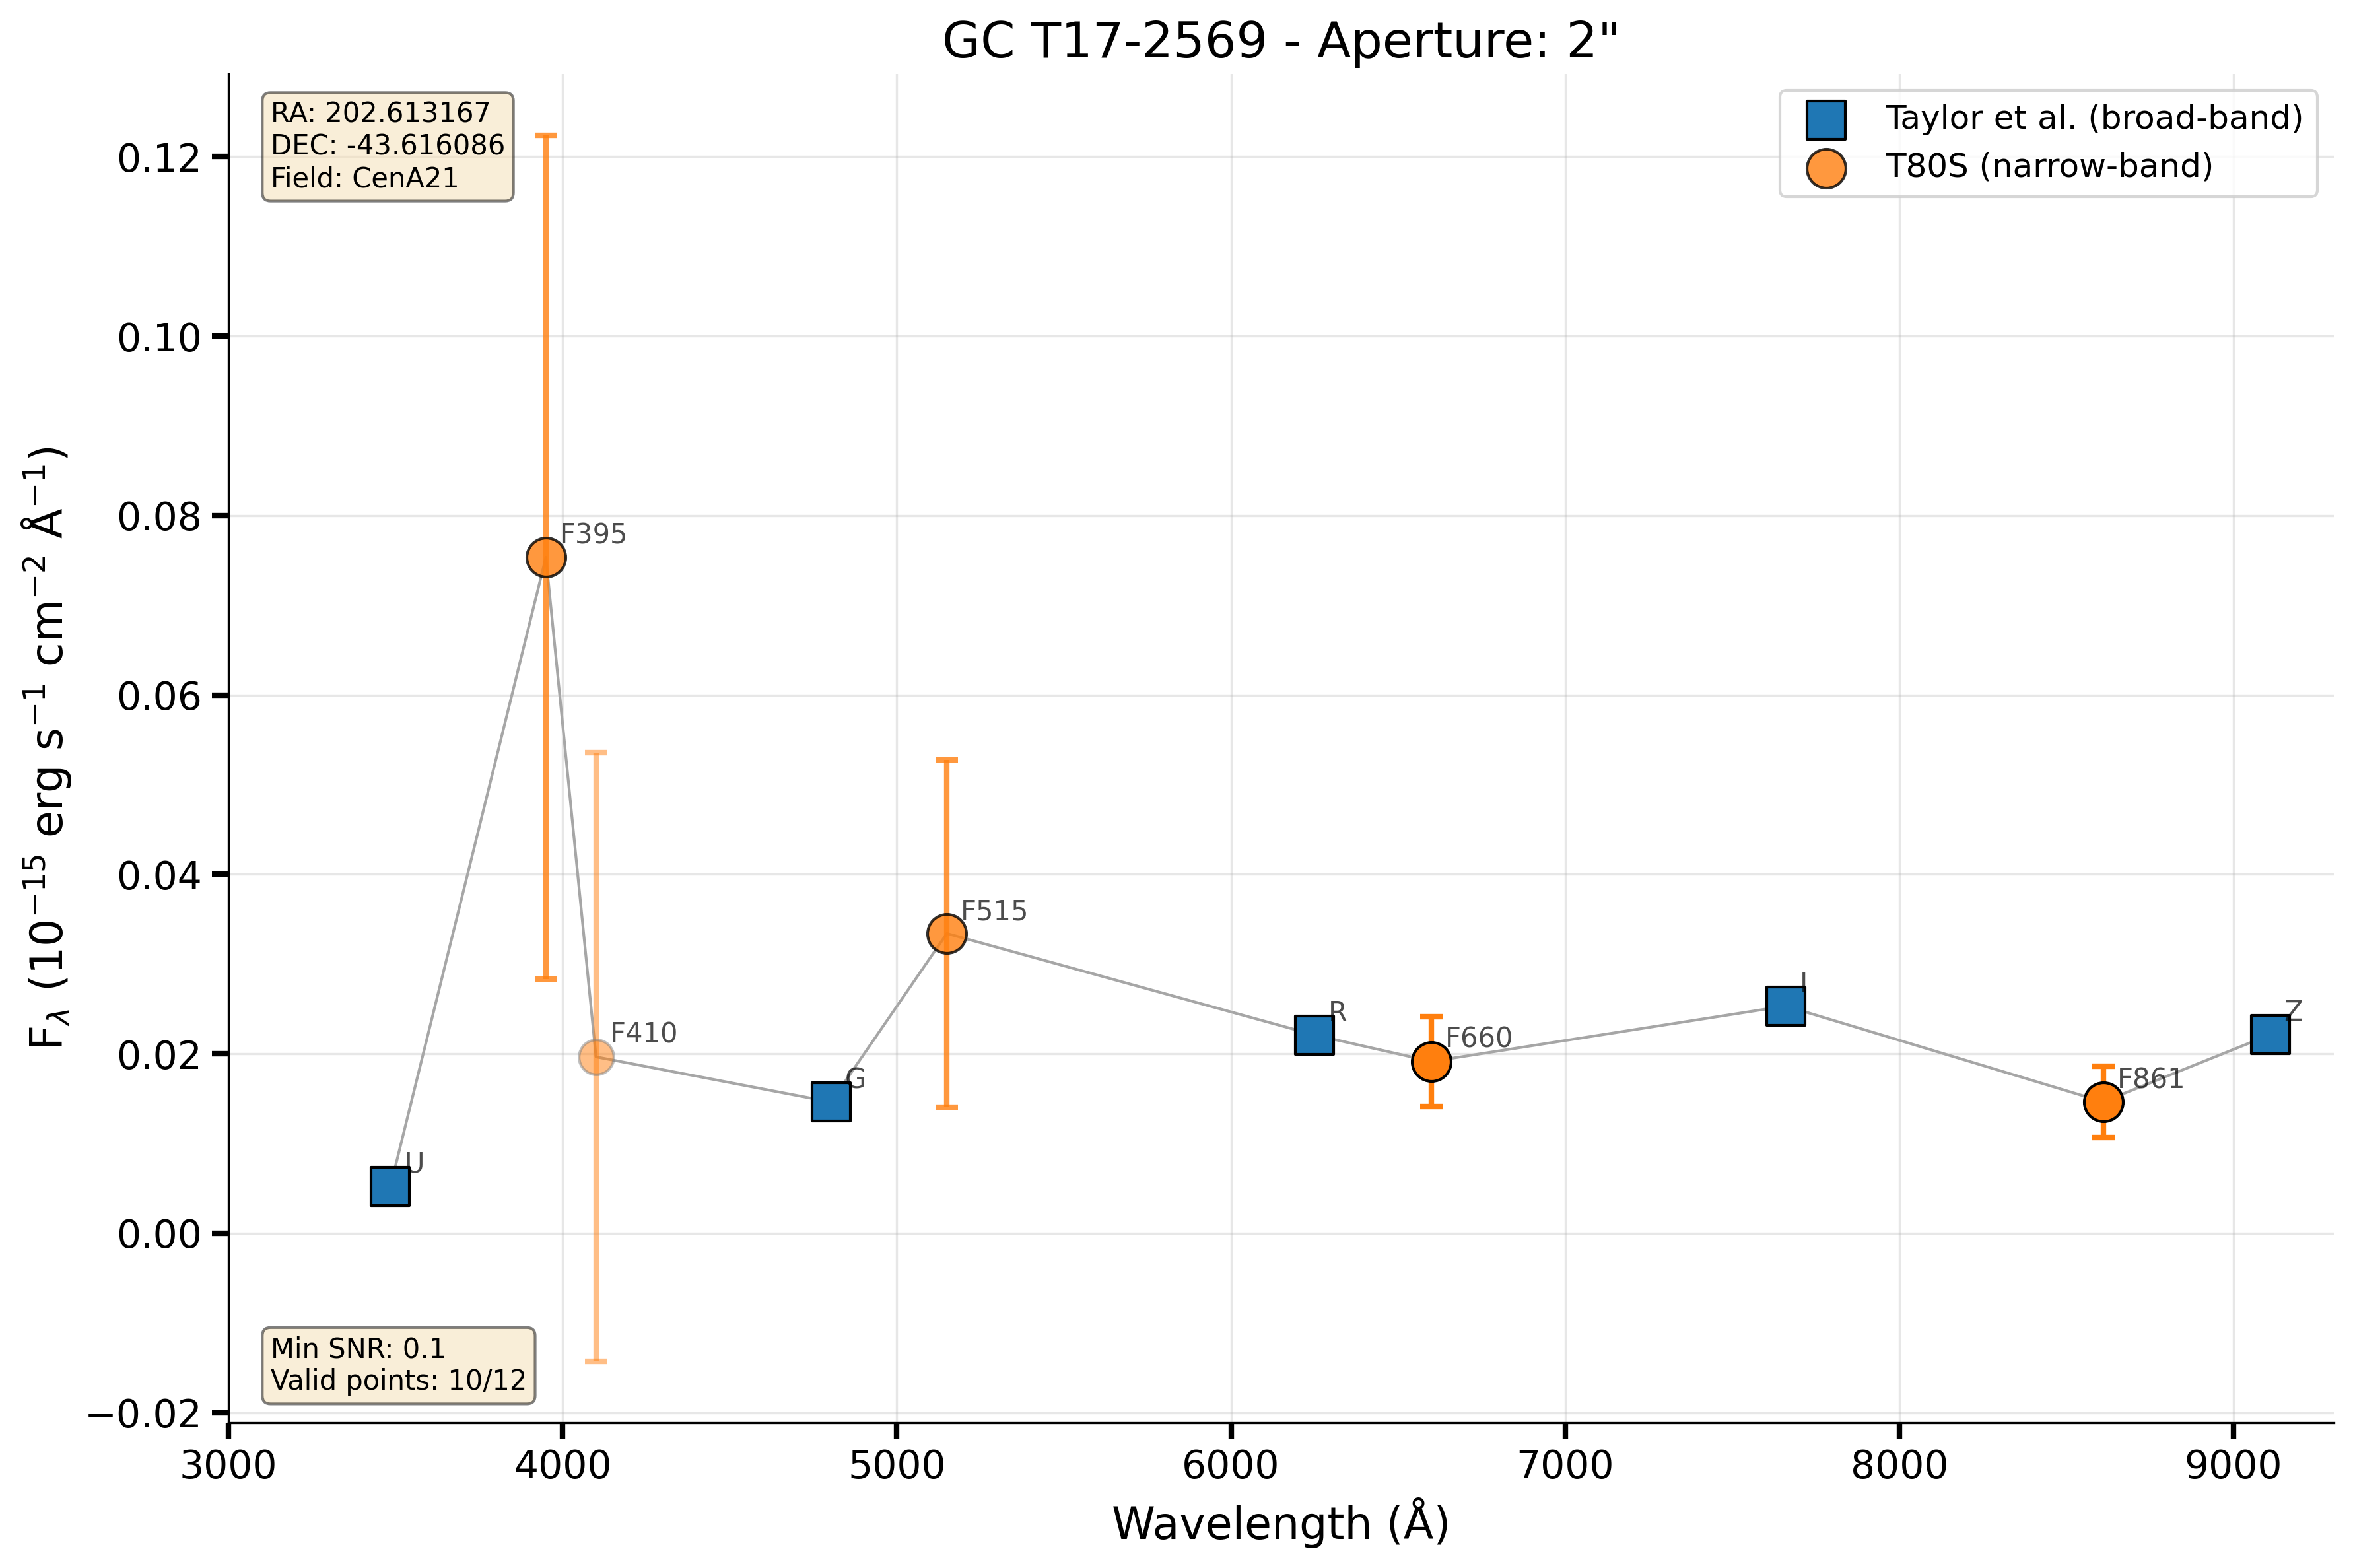 GC T17-2569 - Aperture: 2"
RA: 202.613167
DEC: -43.616086
Field: CenA21
Taylor et al. (broad-band)
T80S (narrow-band)
0.12
0.10
0.08
0.06
0.04
0.02
0.00
−0.02
F_λ (10⁻¹⁵ erg s⁻¹ cm⁻² Å⁻¹)
U
F395
F410
G
F515
R
F660
I
F861
Z
Min SNR: 0.1
Valid points: 10/12
3000 4000 5000 6000 7000 8000 9000
Wavelength (Å)